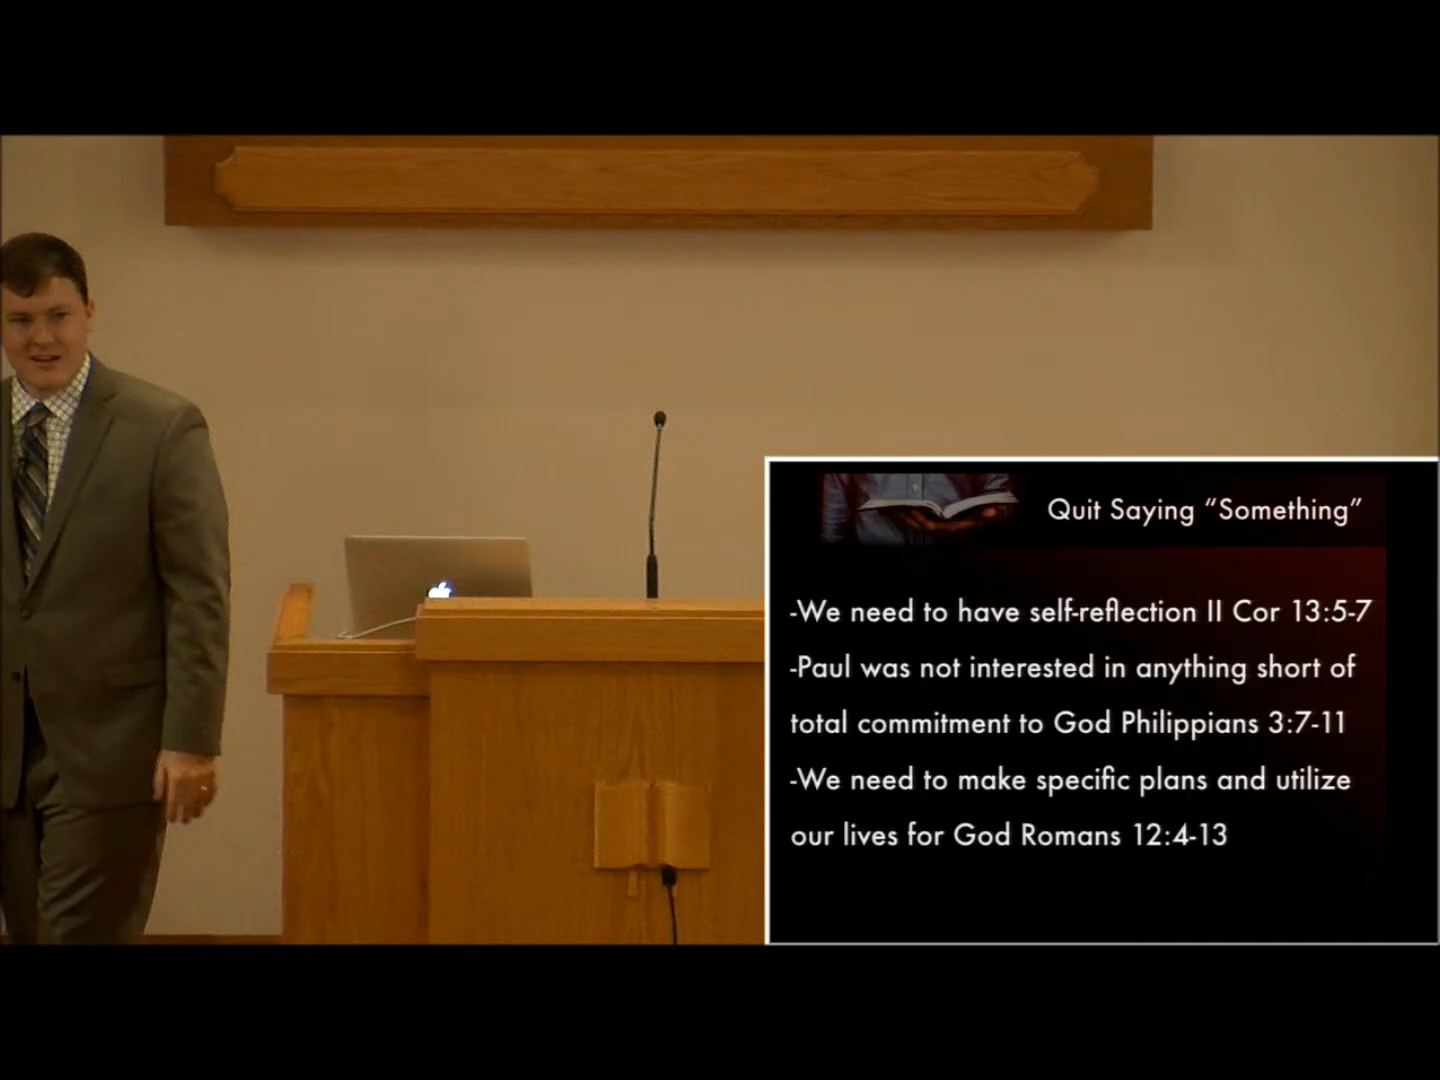 Quit Saying “Something”
-We need to have self-reflection II Cor 13:5-7
-Paul was not interested in anything short of
total commitment to God Philippians 3:7-11
-We need to make specific plans and utilize
our lives for God Romans 12:4-13